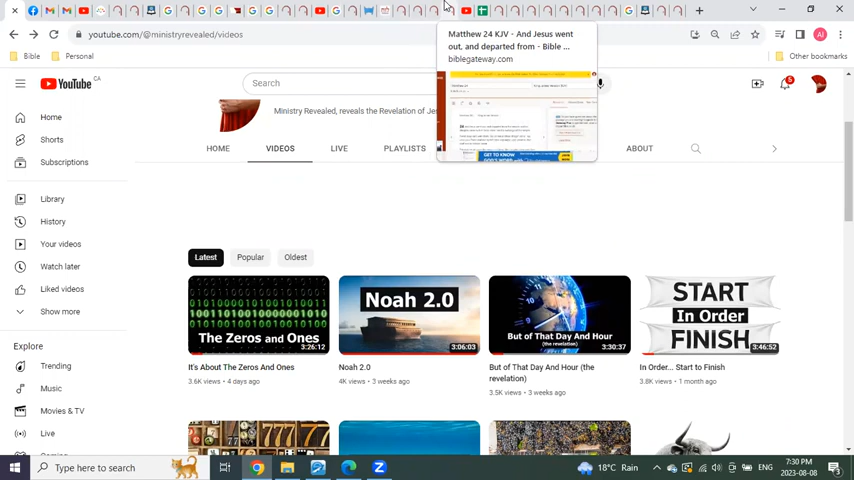 youtube.com/@ministryrevealed/videos
Bible
Personal
Other bookmarks
Matthew 24 KJV - And Jesus went
out, and departed from - Bible ...
biblegateway.com
YouTube
CA
Search
5
AI
Ministry Revealed, reveals the Revelation of Jes
HOME
VIDEOS
LIVE
PLAYLISTS
ABOUT
Home
Shorts
Subscriptions
Library
History
Your videos
Watch later
Liked videos
Show more
Explore
Trending
Music
Movies & TV
Live
Latest
Popular
Oldest
The Zeros and Ones
3:26:12
It's About The Zeros And Ones
3.6K views • 4 days ago
Noah 2.0
3:06:03
Noah 2.0
4K views • 3 weeks ago
But of That Day And Hour
(the revelation)
3:30:37
But of That Day And Hour (the
revelation)
3.5K views • 3 weeks ago
START
In Order
FINISH
3:46:52
In Order... Start to Finish
3.8K views • 1 month ago
GET TO KNOW
Type here to search
18°C Rain
ENG
7:30 PM
2023-08-08
3